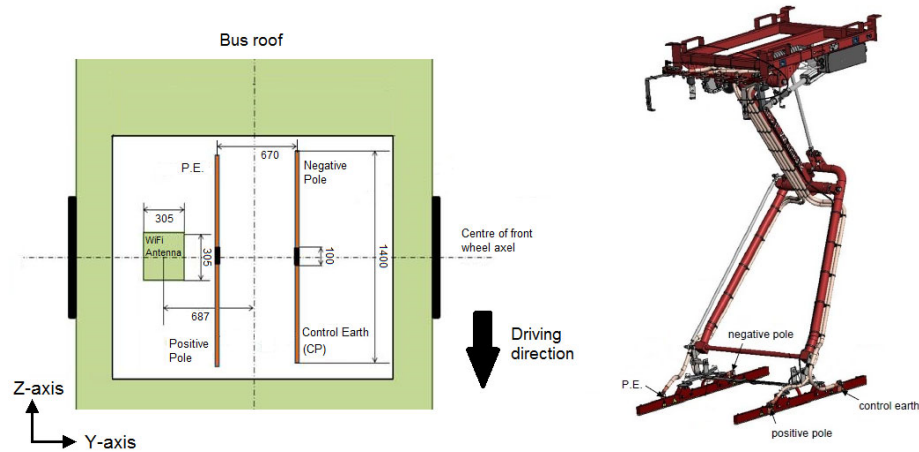 Bus roof
670
P.E.
Negative
Pole
305
WiFi
Antenna
305
100
1400
Centre of front
wheel axel
687
Positive
Pole
Control Earth
(CP)
Driving
direction
Z-axis
Y-axis
negative pole
P.E.
control earth
positive pole